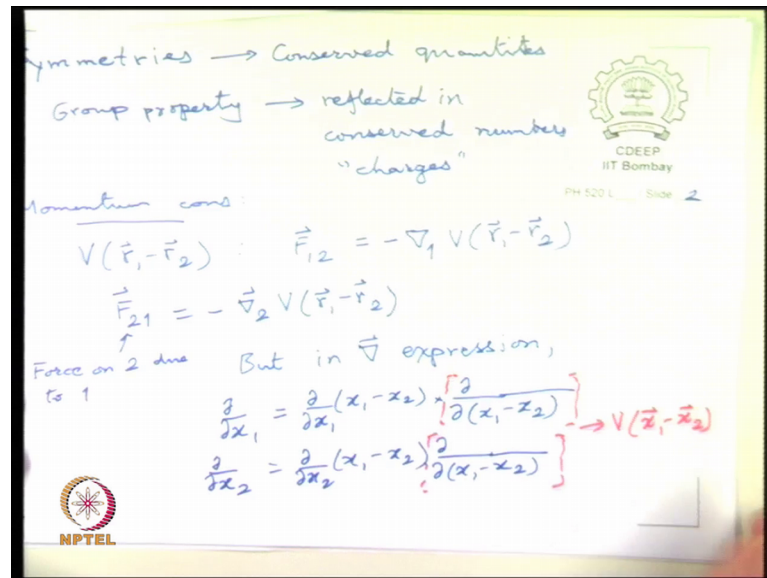 ymmetries → Conserved quantites
Group property → reflected in
conserved numbers
"charges"
CDEEP
IIT Bombay
PH 520 L Slide 2
Momentum cons:
V(r⃗₁-r⃗₂) : F⃗₁₂ = -∇₁ V(r⃗₁-r⃗₂)
F⃗₂₁ = -∇⃗₂ V(r⃗₁-r⃗₂)
↑
Force on 2 due
to 1
But in ∇⃗ expression,
∂/∂x₁ = ∂/∂x₁ (x₁-x₂) · [∂/∂(x₁-x₂)] → V(x⃗₁-x⃗₂)
∂/∂x₂ = ∂/∂x₂ (x₁-x₂) [∂/∂(x₁-x₂)]
NPTEL